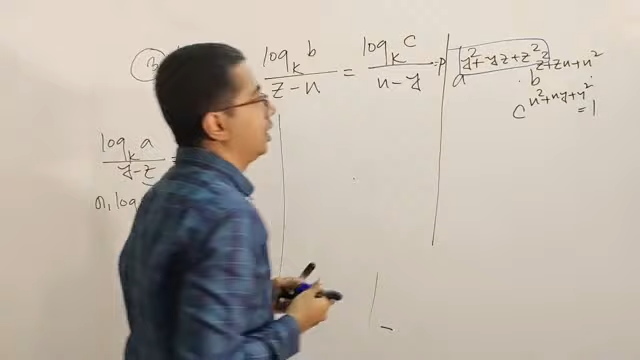 3
log_k b / z-x = log_k c / x-y = p
a^{y²+yz+z²} · b^{z²+zx+x²} ·
c^{x²+xy+y²} = 1
log_k a / y-z =
n, log